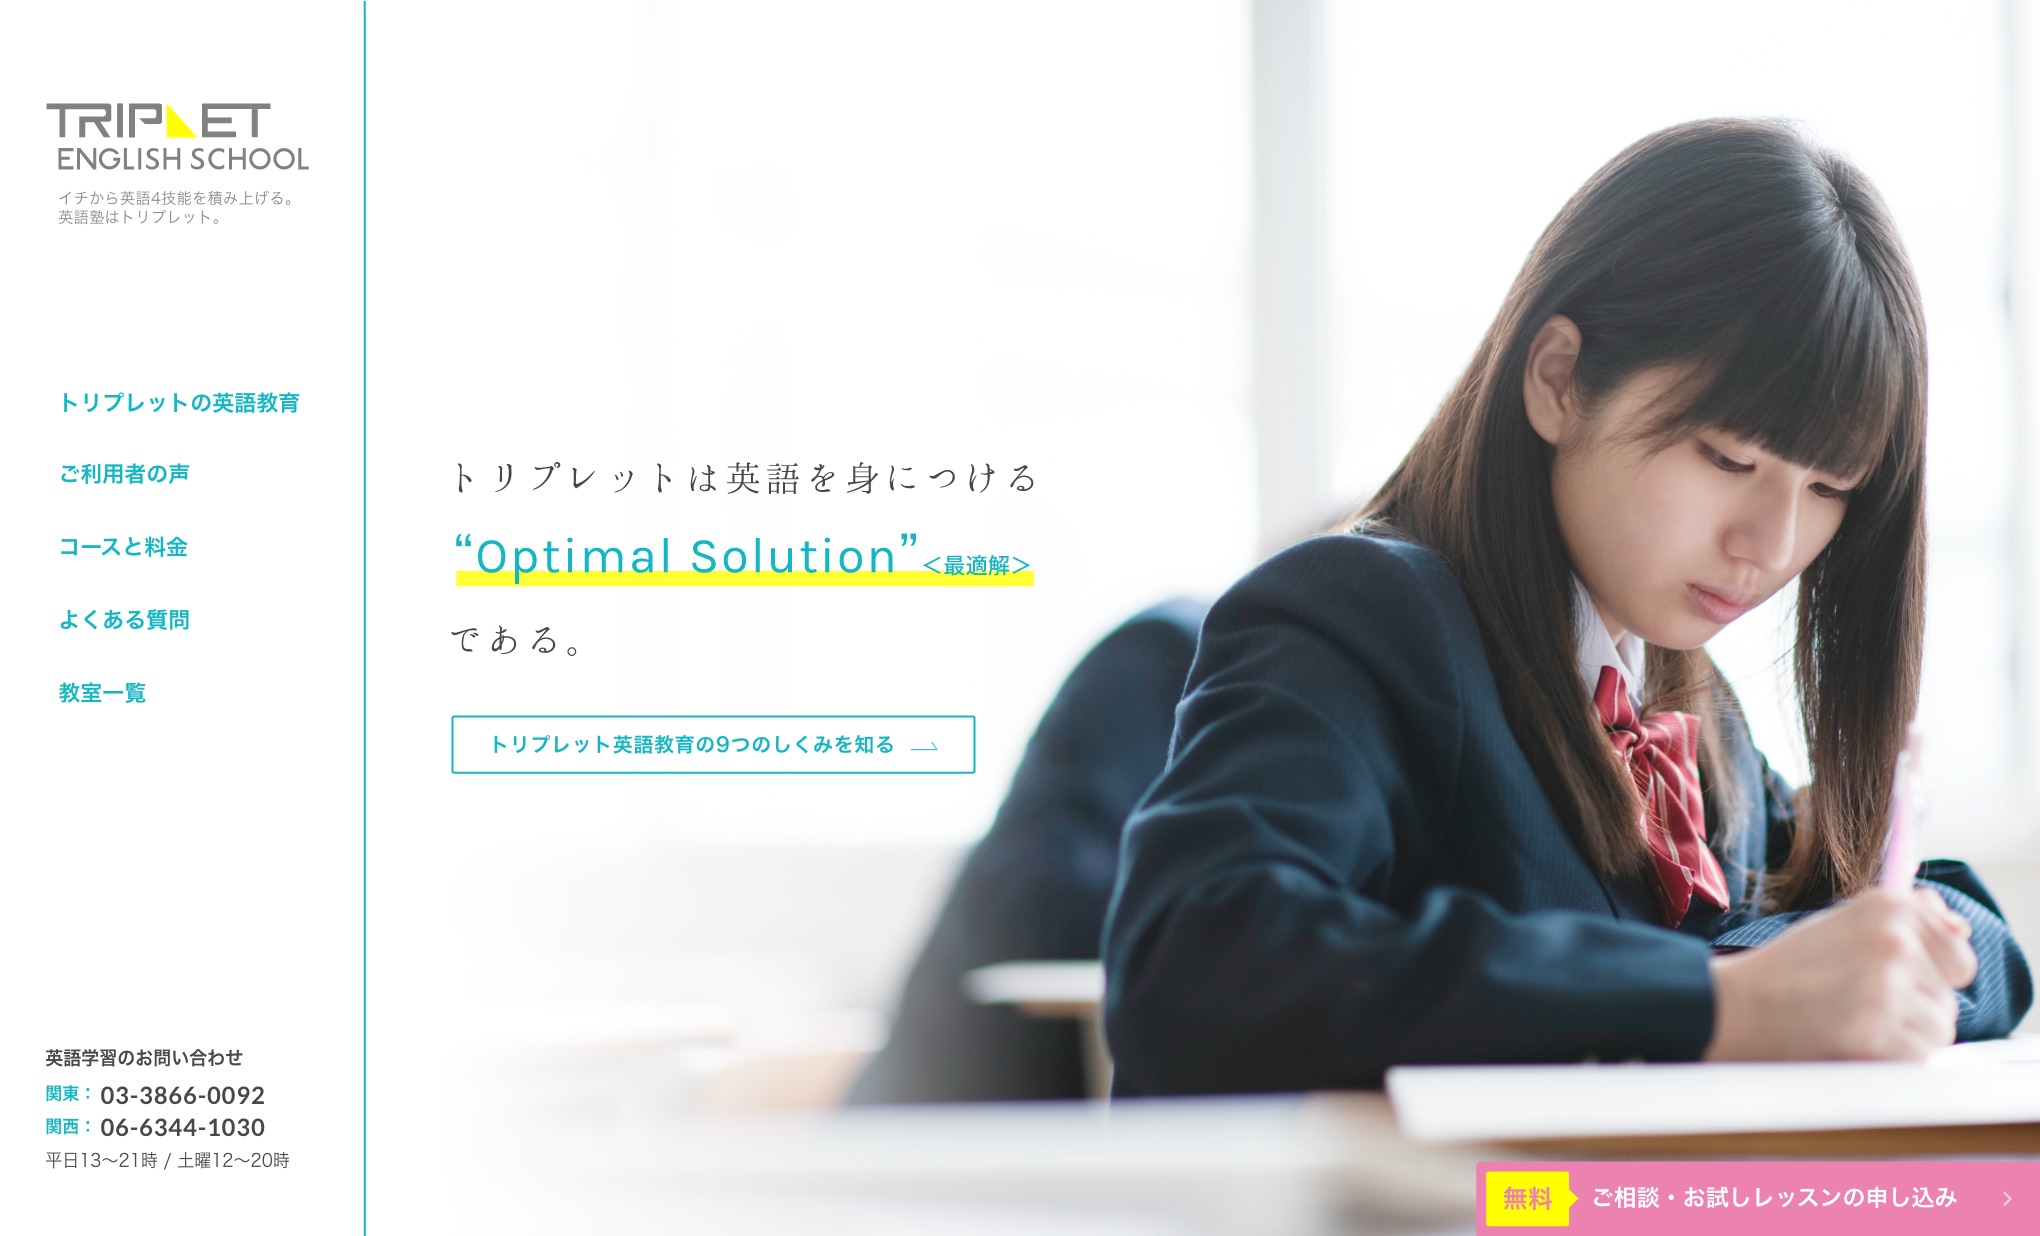 TRIPLET
ENGLISH SCHOOL
イチから英語4技能を積み上げる。
英語塾はトリプレット。
トリプレットの英語教育
ご利用者の声
コースと料金
よくある質問
教室一覧
英語学習のお問い合わせ
関東： 03-3866-0092
関西： 06-6344-1030
平日13〜21時 / 土曜12〜20時
トリプレットは英語を身につける
“Optimal Solution”＜最適解＞
である。
トリプレット英語教育の9つのしくみを知る
無料 ご相談・お試しレッスンの申し込み